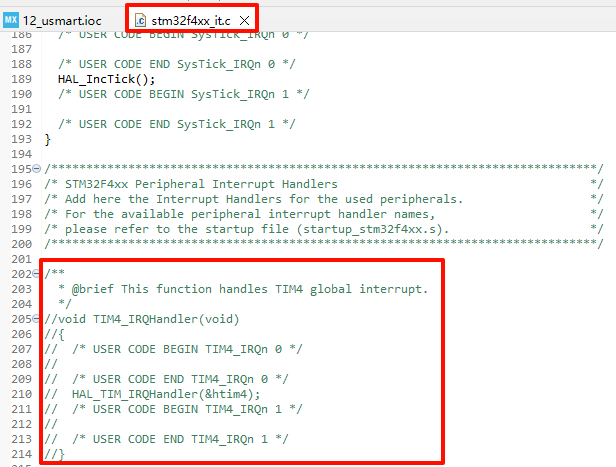 MX 12_usmart.ioc .c stm32f4xx_it.c
186 /* USER CODE BEGIN SysTick_IRQn 0 */
187
188 /* USER CODE END SysTick_IRQn 0 */
189 HAL_IncTick();
190 /* USER CODE BEGIN SysTick_IRQn 1 */
191
192 /* USER CODE END SysTick_IRQn 1 */
193 }
194
195 /******************************************************************************/
196 /* STM32F4xx Peripheral Interrupt Handlers */
197 /* Add here the Interrupt Handlers for the used peripherals. */
198 /* For the available peripheral interrupt handler names, */
199 /* please refer to the startup file (startup_stm32f4xx.s). */
200 /******************************************************************************/
201
202 /**
203 * @brief This function handles TIM4 global interrupt.
204 */
205 //void TIM4_IRQHandler(void)
206 //{
207 // /* USER CODE BEGIN TIM4_IRQn 0 */
208 //
209 // /* USER CODE END TIM4_IRQn 0 */
210 // HAL_TIM_IRQHandler(&htim4);
211 // /* USER CODE BEGIN TIM4_IRQn 1 */
212 //
213 // /* USER CODE END TIM4_IRQn 1 */
214 //}